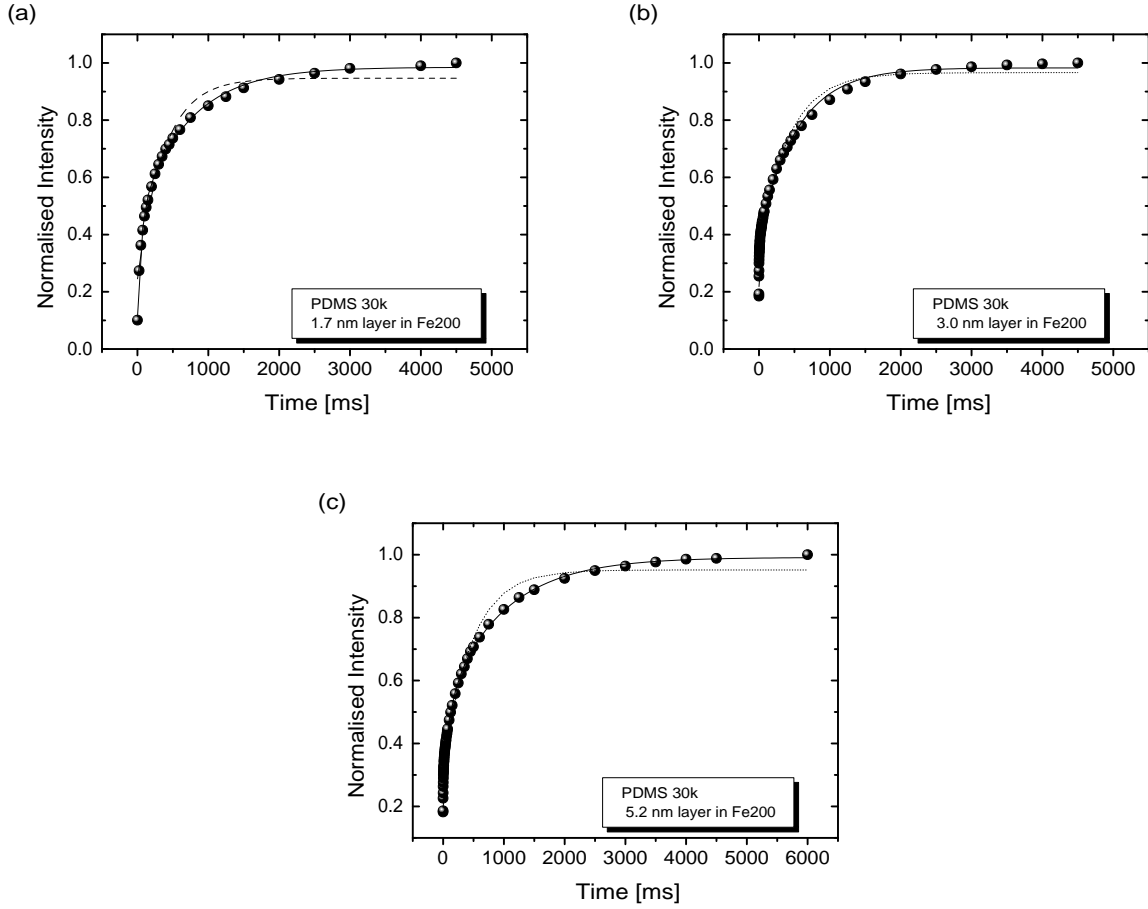 (a)
1.0
0.8
0.6
0.4
0.2
0.0
Normalised Intensity
PDMS 30k
1.7 nm layer in Fe200
0 1000 2000 3000 4000 5000
Time [ms]
(b)
1.0
0.8
0.6
0.4
0.2
0.0
Normalised Intensity
PDMS 30k
3.0 nm layer in Fe200
0 1000 2000 3000 4000 5000
Time [ms]
(c)
1.0
0.8
0.6
0.4
0.2
Normalised Intensity
PDMS 30k
5.2 nm layer in Fe200
0 1000 2000 3000 4000 5000 6000
Time [ms]